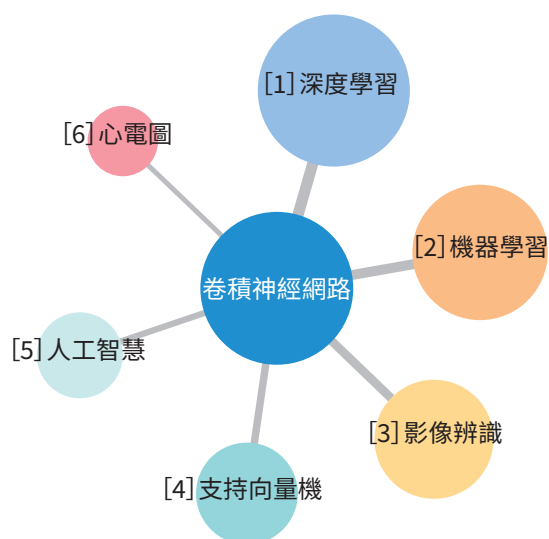 [1]深度學習
[2]機器學習
[3]影像辨識
[4]支持向量機
[5]人工智慧
[6]心電圖
卷積神經網路